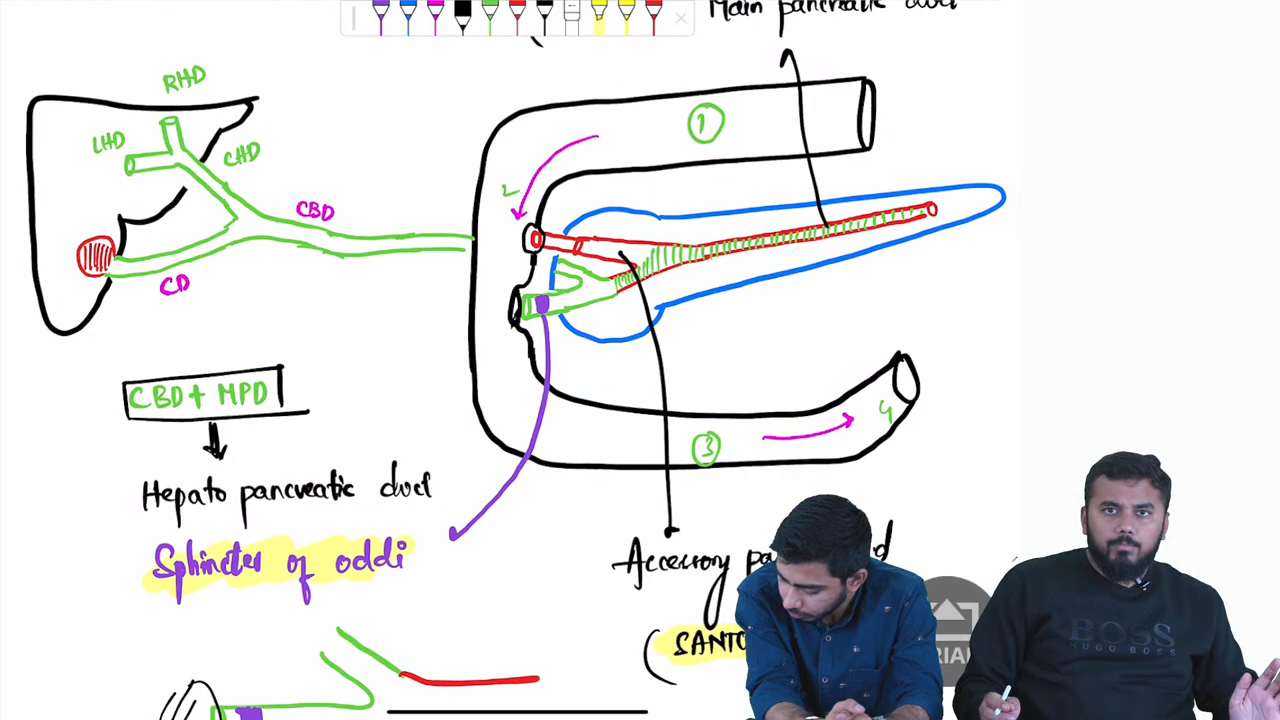 Main pancreatic duct
RHD
LHD
CHD
CBD
CD
1
2
3
4
CBD + MPD
Hepato pancreatic duct
Sphincter of oddi
Accessory
(SANTO
BOSS
HUGO BOSS
RIAL